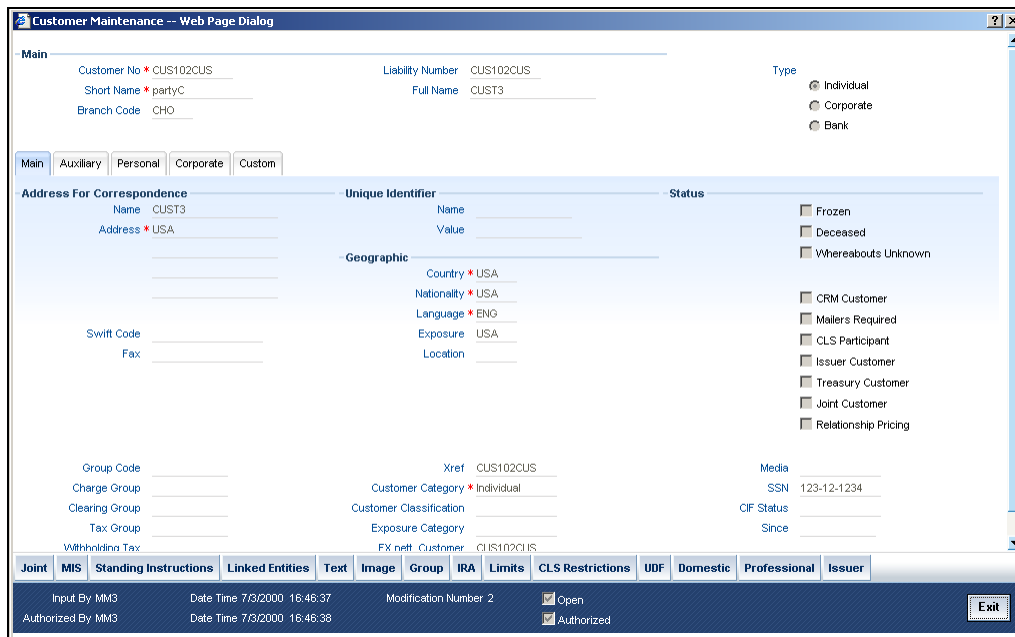 Customer Maintenance -- Web Page Dialog ? X
Main
Customer No * CUS102CUS Liability Number CUS102CUS Type
Short Name * partyC Full Name CUST3 Individual
Branch Code CHO Corporate
Bank
Main Auxiliary Personal Corporate Custom
Address For Correspondence Unique Identifier Status
Name CUST3 Name Frozen
Address * USA Value Deceased
Whereabouts Unknown
Geographic
Country * USA
Nationality * USA CRM Customer
Language * ENG Mailers Required
Swift Code Exposure USA CLS Participant
Fax Location Issuer Customer
Treasury Customer
Joint Customer
Relationship Pricing
Group Code Xref CUS102CUS Media
Charge Group Customer Category * Individual SSN 123-12-1234
Clearing Group Customer Classification CIF Status
Tax Group Exposure Category Since
Withholding Tax FX nett. Customer CUS102CUS
Joint MIS Standing Instructions Linked Entities Text Image Group IRA Limits CLS Restrictions UDF Domestic Professional Issuer
Input By MM3 Date Time 7/3/2000 16:46:37 Modification Number 2 Open
Authorized By MM3 Date Time 7/3/2000 16:46:38 Authorized
Exit